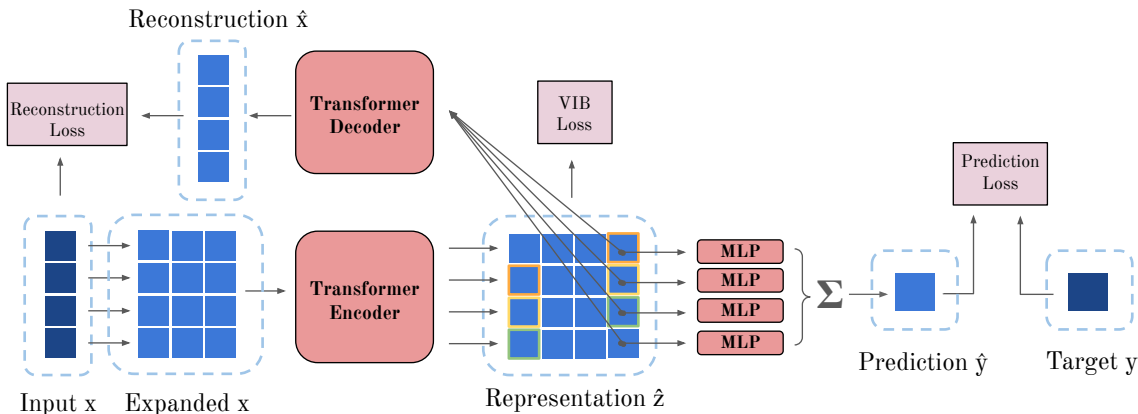 Reconstruction x̂
Reconstruction
Loss
Transformer
Decoder
VIB
Loss
Prediction
Loss
Transformer
Encoder
MLP
MLP
MLP
MLP
Σ
Input x
Expanded x
Representation ẑ
Prediction ŷ
Target y